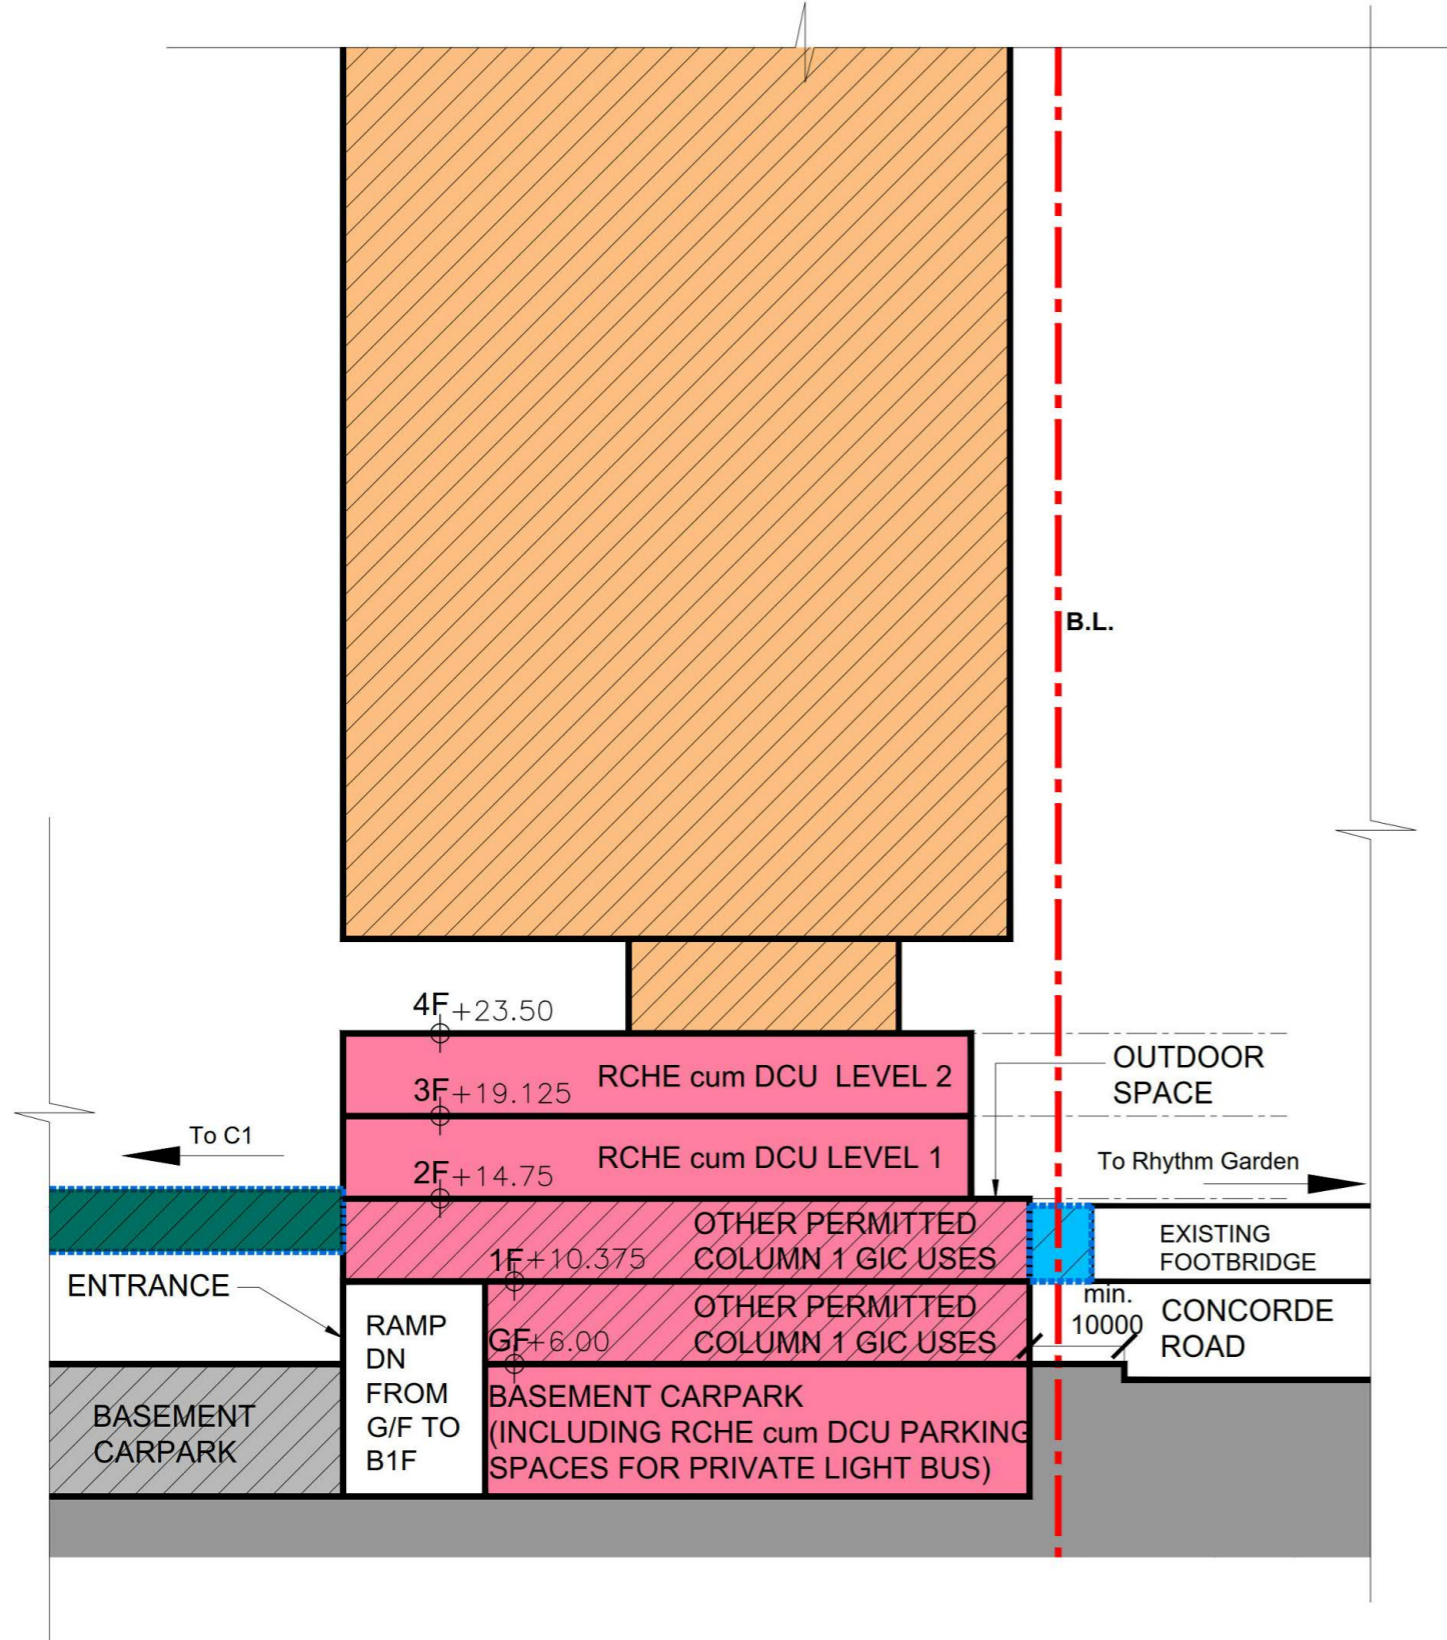 B.L.
4F +23.50
RCHE cum DCU LEVEL 2
OUTDOOR
SPACE
3F +19.125
To C1
RCHE cum DCU LEVEL 1
To Rhythm Garden
2F +14.75
OTHER PERMITTED
COLUMN 1 GIC USES
1F +10.375
EXISTING
FOOTBRIDGE
ENTRANCE
min.
10000
CONCORDE
ROAD
OTHER PERMITTED
COLUMN 1 GIC USES
GF +6.00
RAMP
DN
FROM
G/F TO
B1F
BASEMENT
CARPARK
BASEMENT CARPARK
(INCLUDING RCHE cum DCU PARKING
SPACES FOR PRIVATE LIGHT BUS)